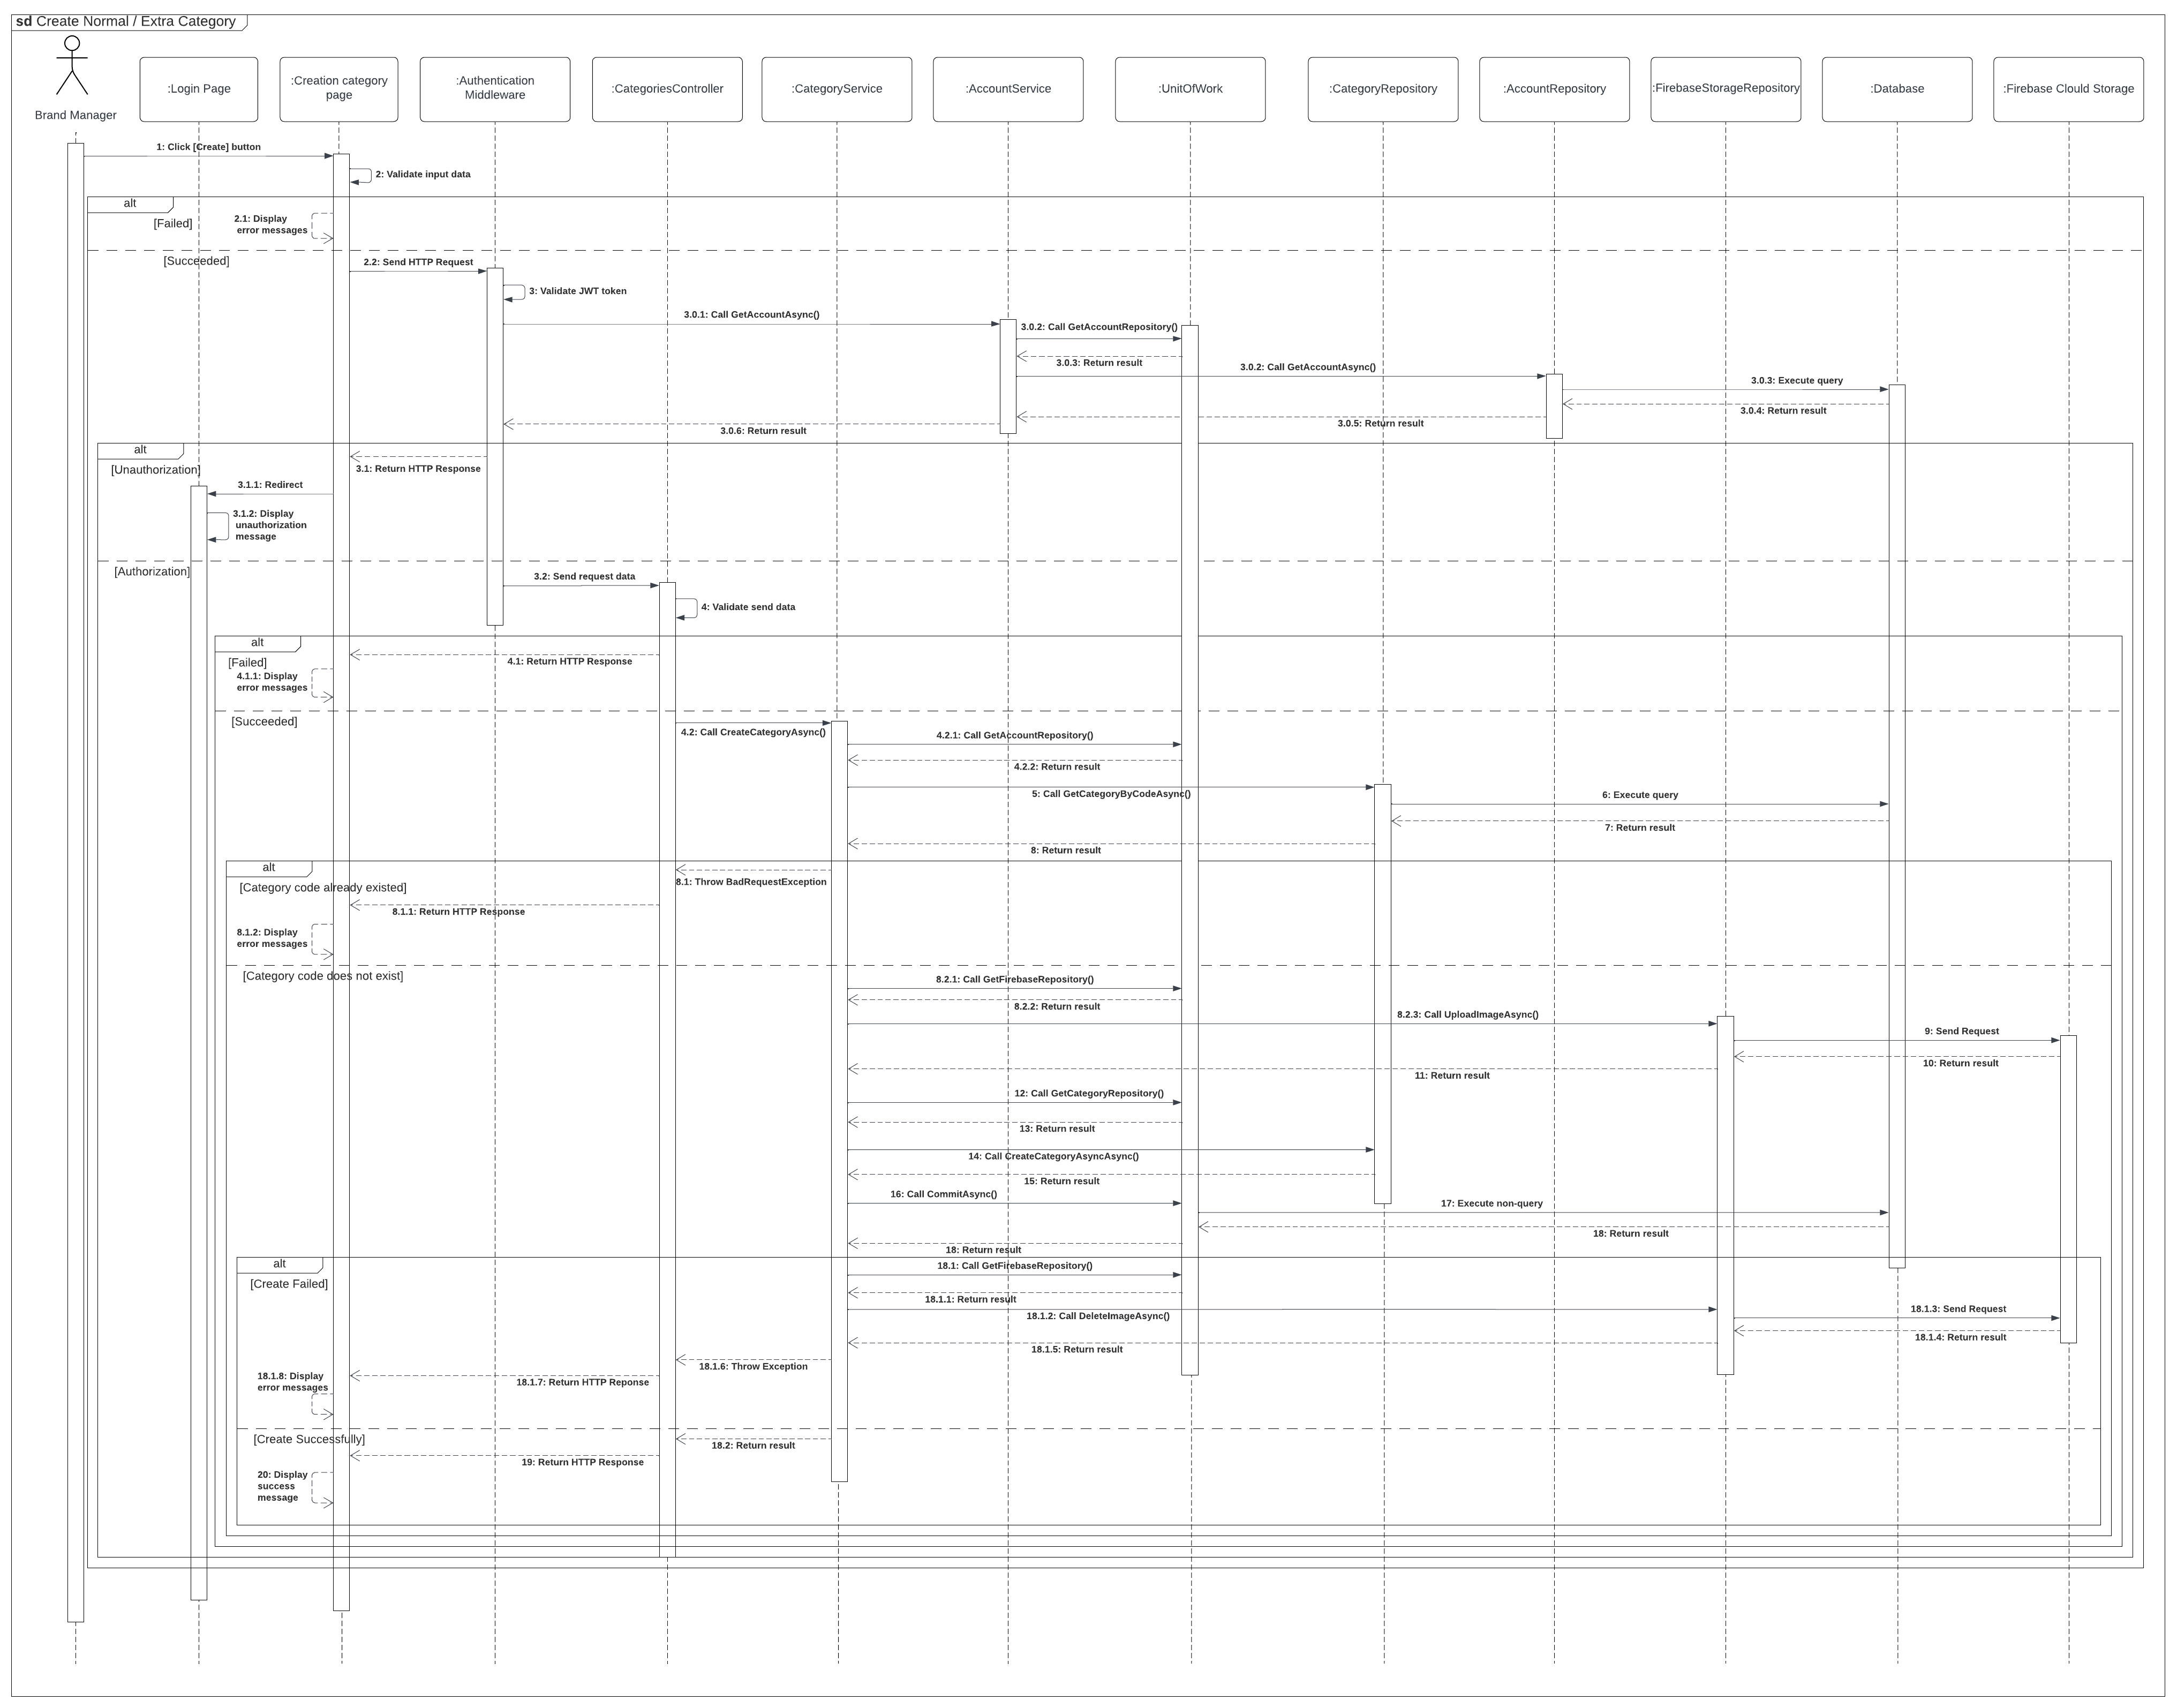 sd Create Normal / Extra Category
Brand Manager
:Login Page
:Creation category
page
:Authentication
Middleware
:CategoriesController
:CategoryService
:AccountService
:UnitOfWork
:CategoryRepository
:AccountRepository
:FirebaseStorageRepository
:Database
:Firebase Clould Storage
1: Click [Create] button
2: Validate input data
alt
[Failed]
2.1: Display
error messages
[Succeeded]
2.2: Send HTTP Request
3: Validate JWT token
3.0.1: Call GetAccountAsync()
3.0.2: Call GetAccountRepository()
3.0.3: Return result
3.0.2: Call GetAccountAsync()
3.0.3: Execute query
3.0.4: Return result
3.0.5: Return result
3.0.6: Return result
alt
[Unauthorization]
3.1: Return HTTP Response
3.1.1: Redirect
3.1.2: Display
unauthorization
message
[Authorization]
3.2: Send request data
4: Validate send data
alt
[Failed]
4.1: Return HTTP Response
4.1.1: Display
error messages
[Succeeded]
4.2: Call CreateCategoryAsync()
4.2.1: Call GetAccountRepository()
4.2.2: Return result
5: Call GetCategoryByCodeAsync()
6: Execute query
7: Return result
8: Return result
alt
[Category code already existed]
8.1: Throw BadRequestException
8.1.1: Return HTTP Response
8.1.2: Display
error messages
[Category code does not exist]
8.2.1: Call GetFirebaseRepository()
8.2.2: Return result
8.2.3: Call UploadImageAsync()
9: Send Request
10: Return result
11: Return result
12: Call GetCategoryRepository()
13: Return result
14: Call CreateCategoryAsyncAsync()
15: Return result
16: Call CommitAsync()
17: Execute non-query
18: Return result
18: Return result
alt
[Create Failed]
18.1: Call GetFirebaseRepository()
18.1.1: Return result
18.1.2: Call DeleteImageAsync()
18.1.3: Send Request
18.1.4: Return result
18.1.5: Return result
18.1.6: Throw Exception
18.1.7: Return HTTP Reponse
18.1.8: Display
error messages
[Create Successfully]
18.2: Return result
19: Return HTTP Response
20: Display
success
message